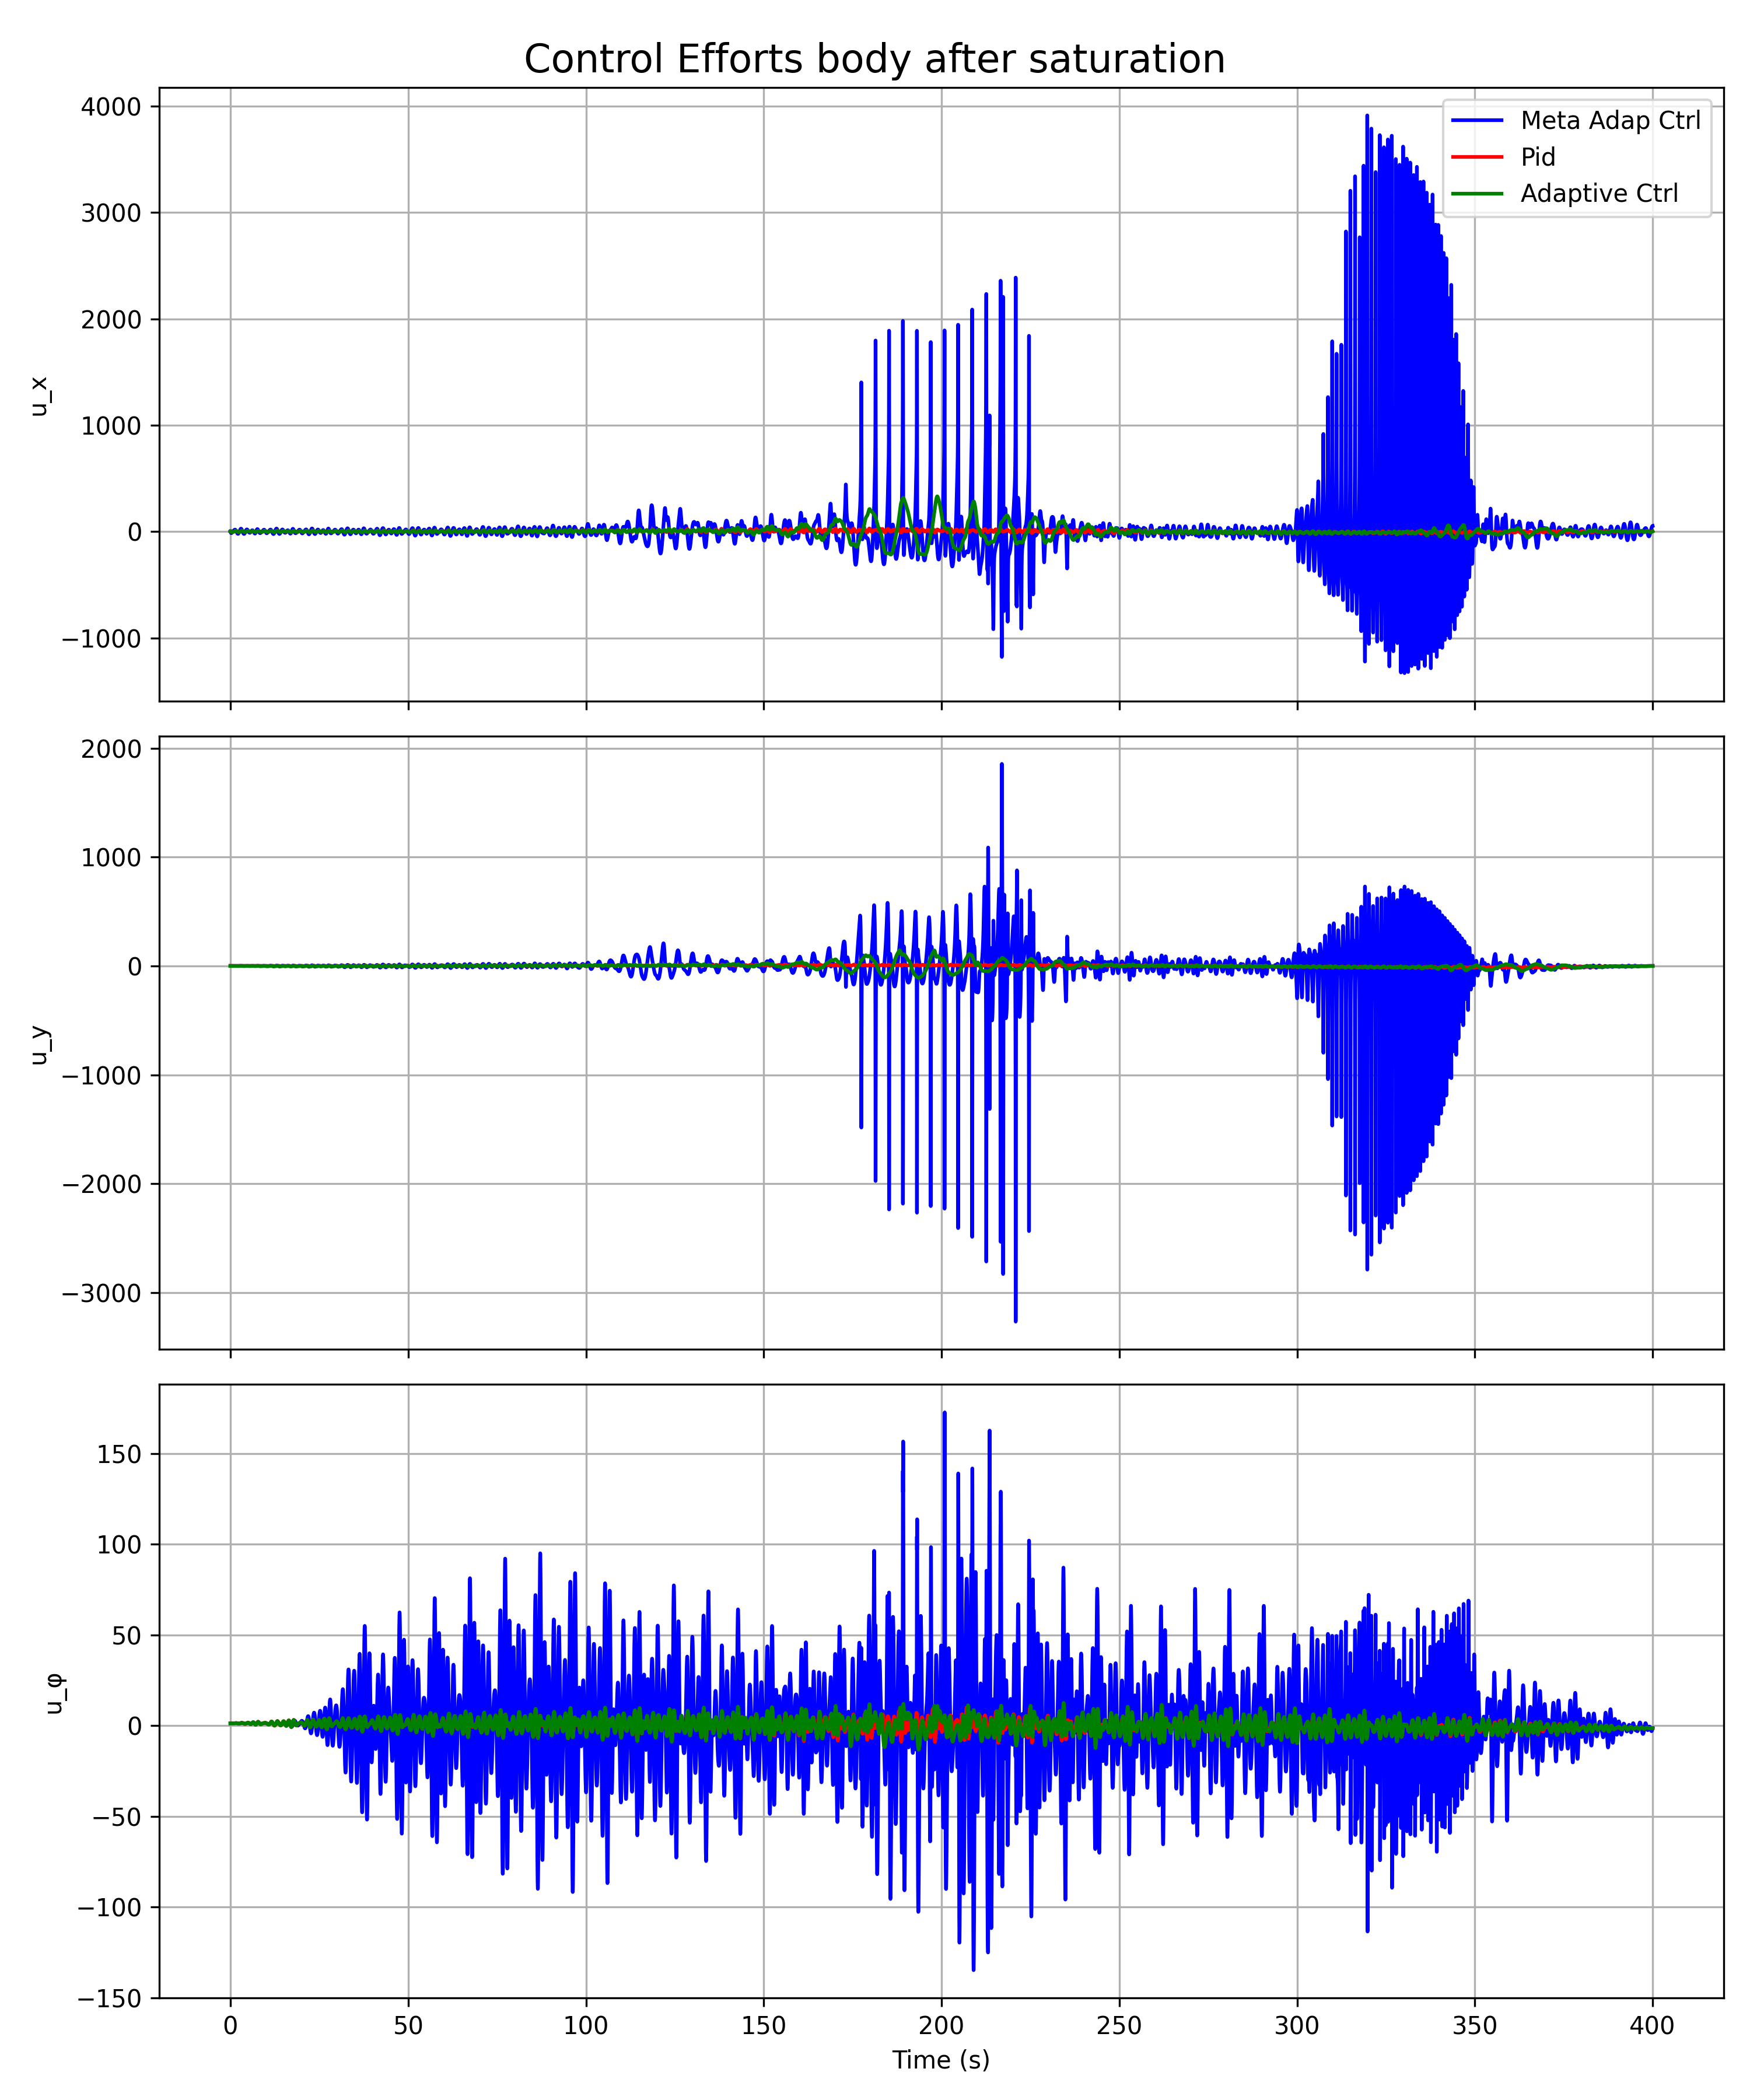 Control Efforts body after saturation
4000
3000
2000
1000
0
−1000
u_x
Meta Adap Ctrl
Pid
Adaptive Ctrl
2000
1000
0
−1000
−2000
−3000
u_y
150
100
50
0
−50
−100
−150
u_φ
0 50 100 150 200 250 300 350 400
Time (s)